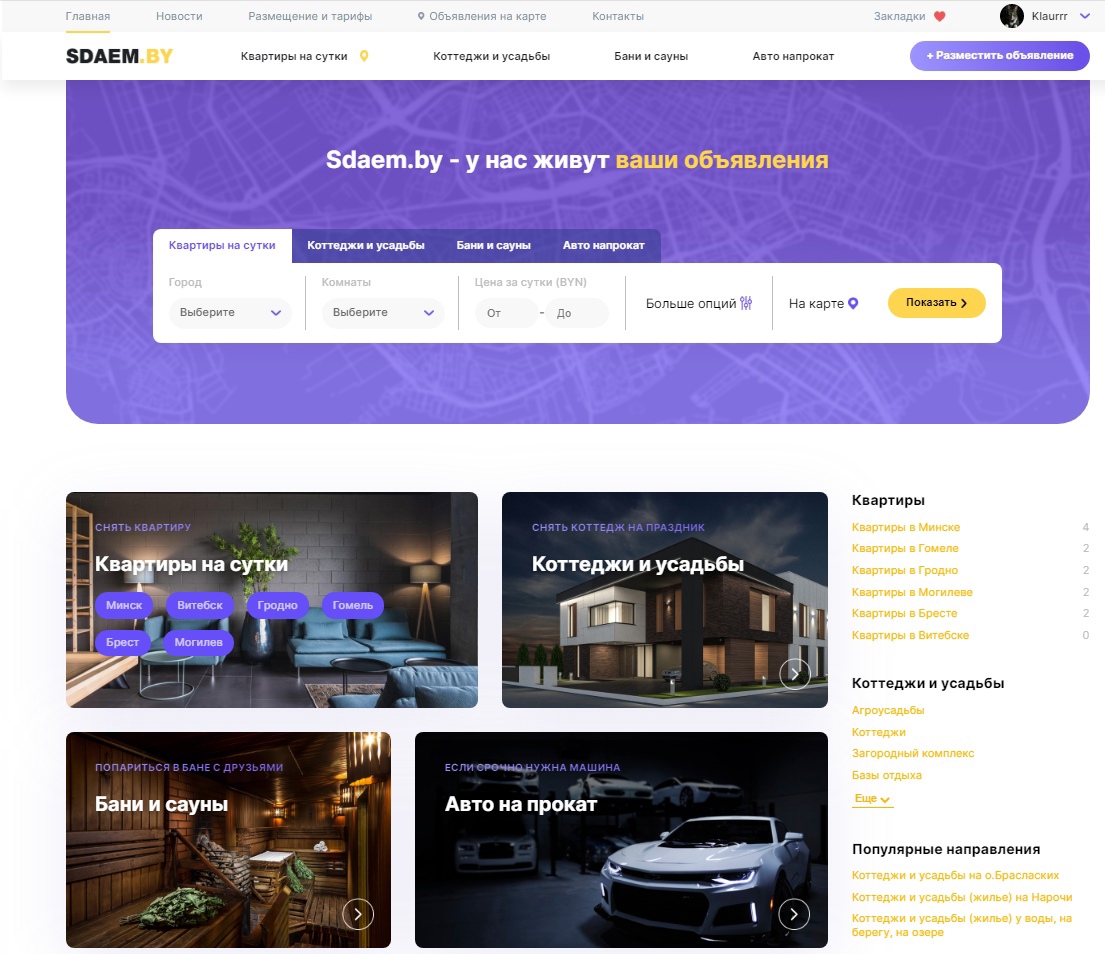 Главная Новости Размещение и тарифы Объявления на карте Контакты Закладки Klaurrr
SDAEM.BY Квартиры на сутки Коттеджи и усадьбы Бани и сауны Авто напрокат + Разместить объявление
Sdaem.by - у нас живут ваши объявления
Квартиры на сутки Коттеджи и усадьбы Бани и сауны Авто напрокат
Город Комнаты Цена за сутки (BYN)
Выберите Выберите От - До Больше опций На карте Показать
СНЯТЬ КВАРТИРУ
Квартиры на сутки
Минск Витебск Гродно Гомель
Брест Могилев
СНЯТЬ КОТТЕДЖ НА ПРАЗДНИК
Коттеджи и усадьбы
ПОПАРИТЬСЯ В БАНЕ С ДРУЗЬЯМИ
Бани и сауны
ЕСЛИ СРОЧНО НУЖНА МАШИНА
Авто на прокат
Квартиры
Квартиры в Минске 4
Квартиры в Гомеле 2
Квартиры в Гродно 2
Квартиры в Могилеве 2
Квартиры в Бресте 2
Квартиры в Витебске 0
Коттеджи и усадьбы
Агроусадьбы
Коттеджи
Загородный комплекс
Базы отдыха
Еще
Популярные направления
Коттеджи и усадьбы на о.Брасласких
Коттеджи и усадьбы (жилье) на Нарочи
Коттеджи и усадьбы (жилье) у воды, на
берегу, на озере